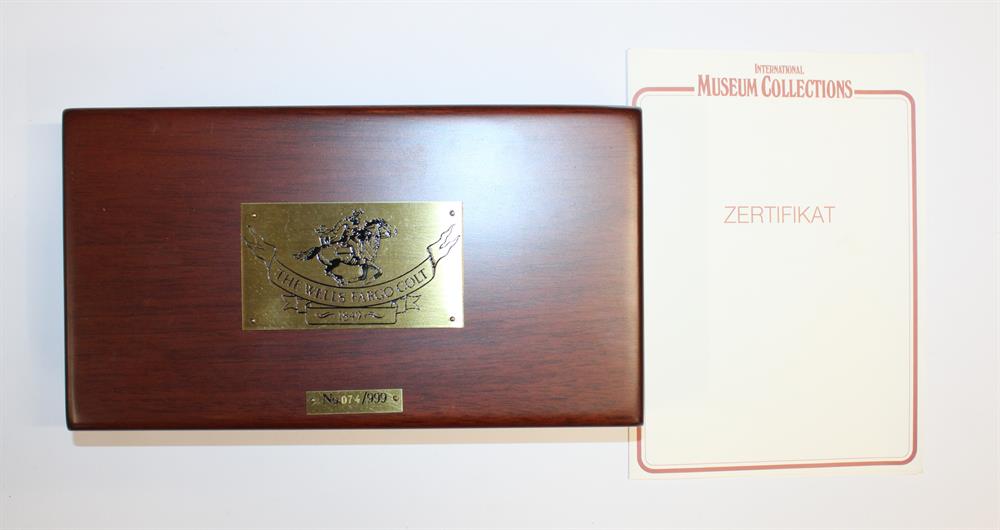 THE WELLS FARGO COLT
1849
No 074/999
INTERNATIONAL
MUSEUM COLLECTIONS
ZERTIFIKAT